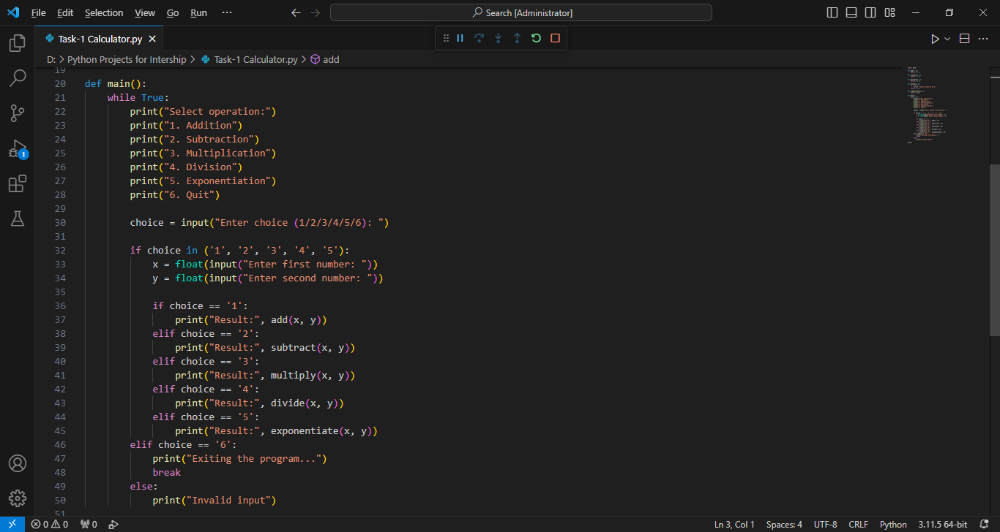 File Edit Selection View Go Run ··· Search [Administrator]
Task-1 Calculator.py
D: > Python Projects for Intership > Task-1 Calculator.py > add
19
20 def main():
21 while True:
22 print("Select operation:")
23 print("1. Addition")
24 print("2. Subtraction")
25 print("3. Multiplication")
26 print("4. Division")
27 print("5. Exponentiation")
28 print("6. Quit")
29
30 choice = input("Enter choice (1/2/3/4/5/6): ")
31
32 if choice in ('1', '2', '3', '4', '5'):
33 x = float(input("Enter first number: "))
34 y = float(input("Enter second number: "))
35
36 if choice == '1':
37 print("Result:", add(x, y))
38 elif choice == '2':
39 print("Result:", subtract(x, y))
40 elif choice == '3':
41 print("Result:", multiply(x, y))
42 elif choice == '4':
43 print("Result:", divide(x, y))
44 elif choice == '5':
45 print("Result:", exponentiate(x, y))
46 elif choice == '6':
47 print("Exiting the program...")
48 break
49 else:
50 print("Invalid input")
51
1
0 0 0 Ln 3, Col 1 Spaces: 4 UTF-8 CRLF Python 3.11.5 64-bit